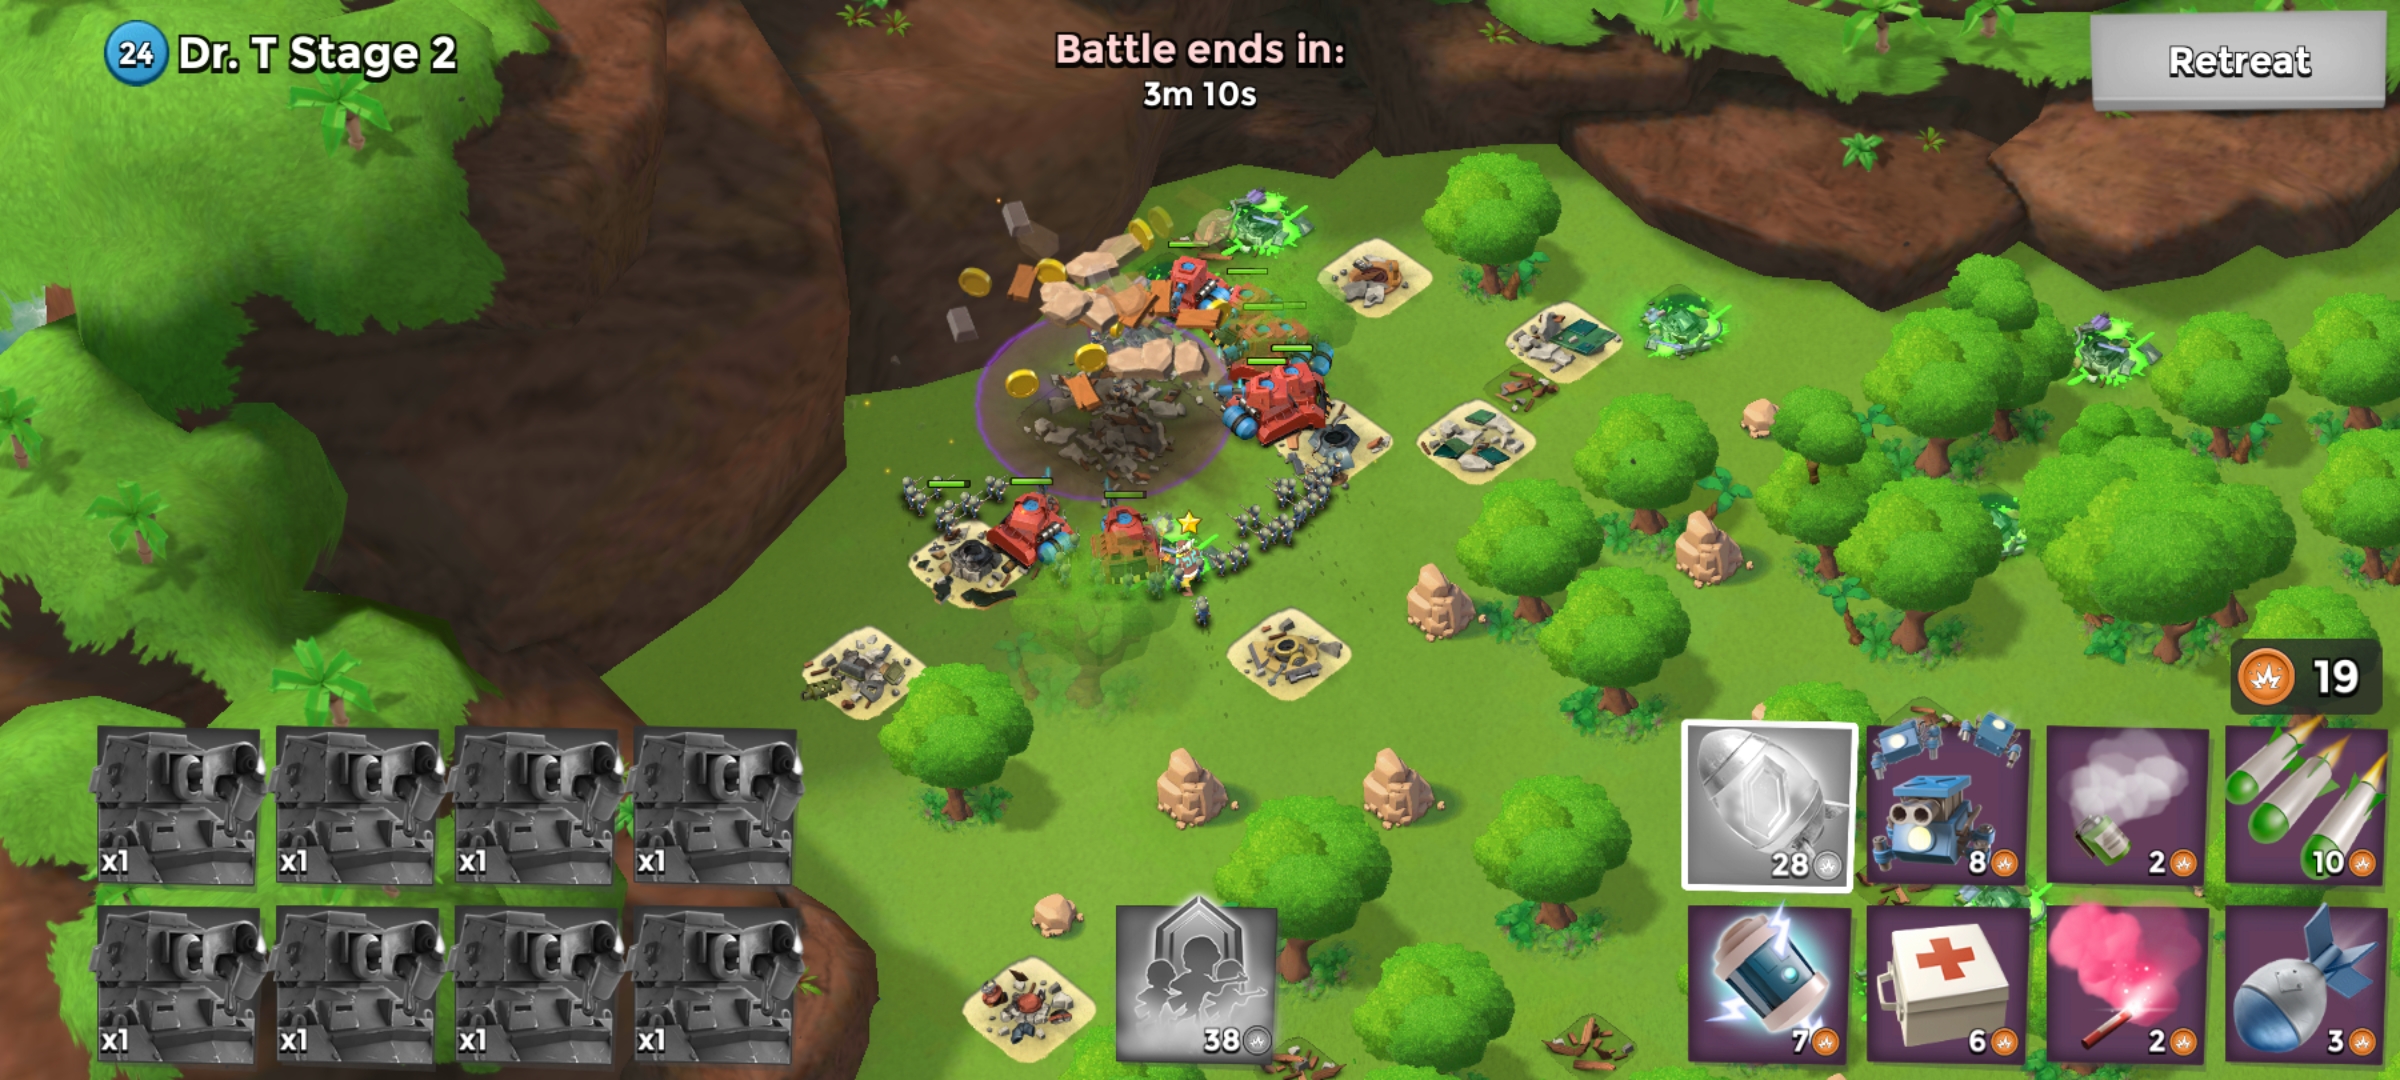 24 Dr. T Stage 2
Battle ends in:
3m 10s
Retreat
19
x1 x1 x1 x1
28 8 2 10
x1 x1 x1 x1
38
7 6 2 3